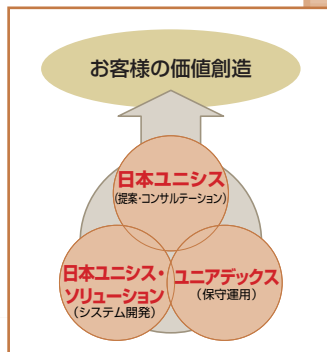 お客様の価値創造
日本ユニシス
(提案・コンサルテーション)
日本ユニシス・
ソリューション
(システム開発)
ユニアデックス
(保守運用)